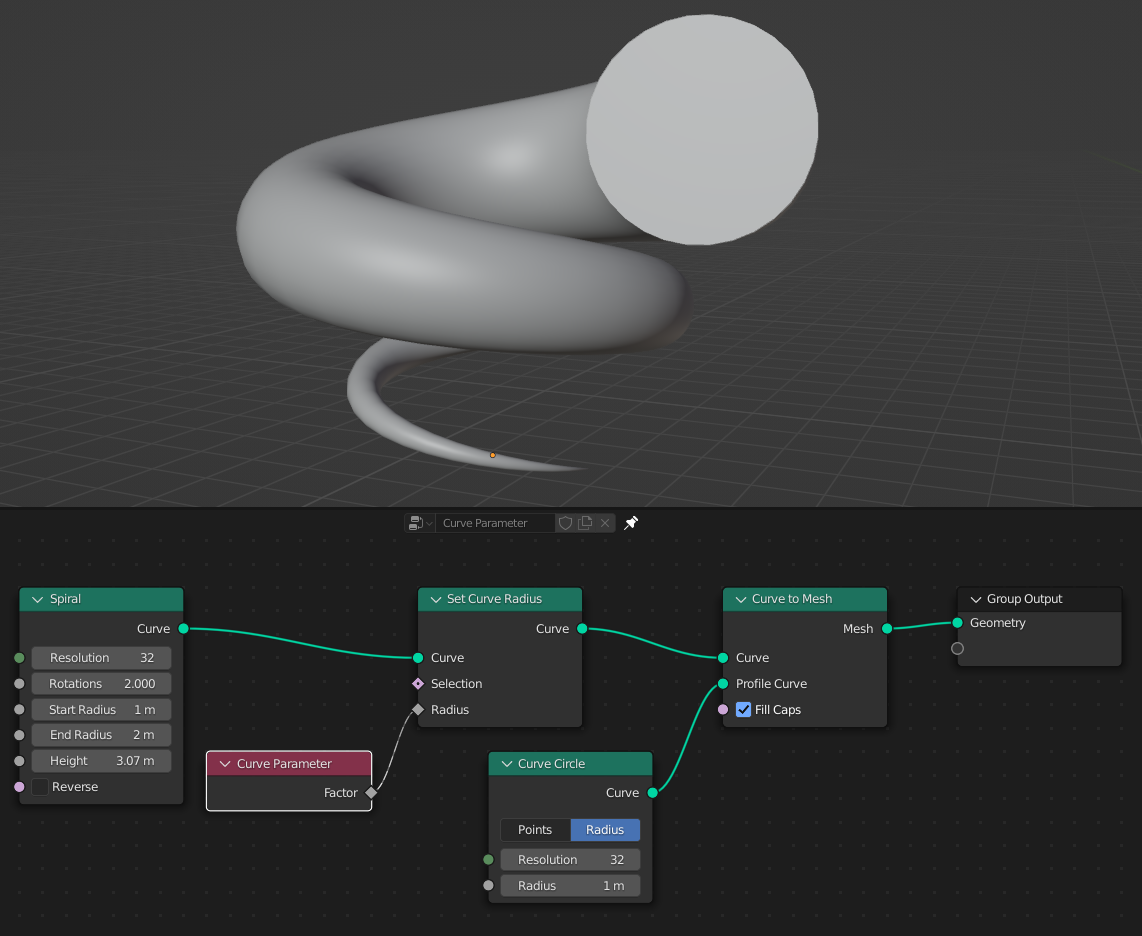 Curve Parameter
Spiral
Curve
Resolution 32
Rotations 2.000
Start Radius 1 m
End Radius 2 m
Height 3.07 m
Reverse
Curve Parameter
Factor
Set Curve Radius
Curve
Curve
Selection
Radius
Curve Circle
Curve
Points Radius
Resolution 32
Radius 1 m
Curve to Mesh
Mesh
Curve
Profile Curve
Fill Caps
Group Output
Geometry